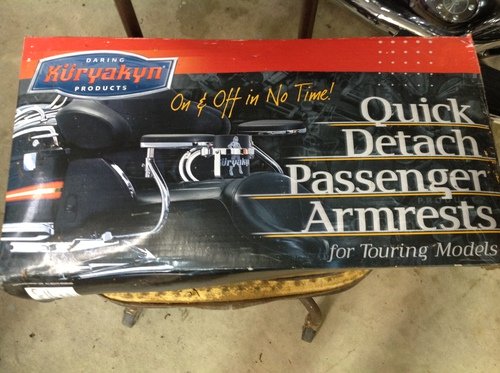 DARING
Küryakyn
PRODUCTS
On & Off in No Time!
Quick
Detach
Passenger
Armrests
for Touring Models